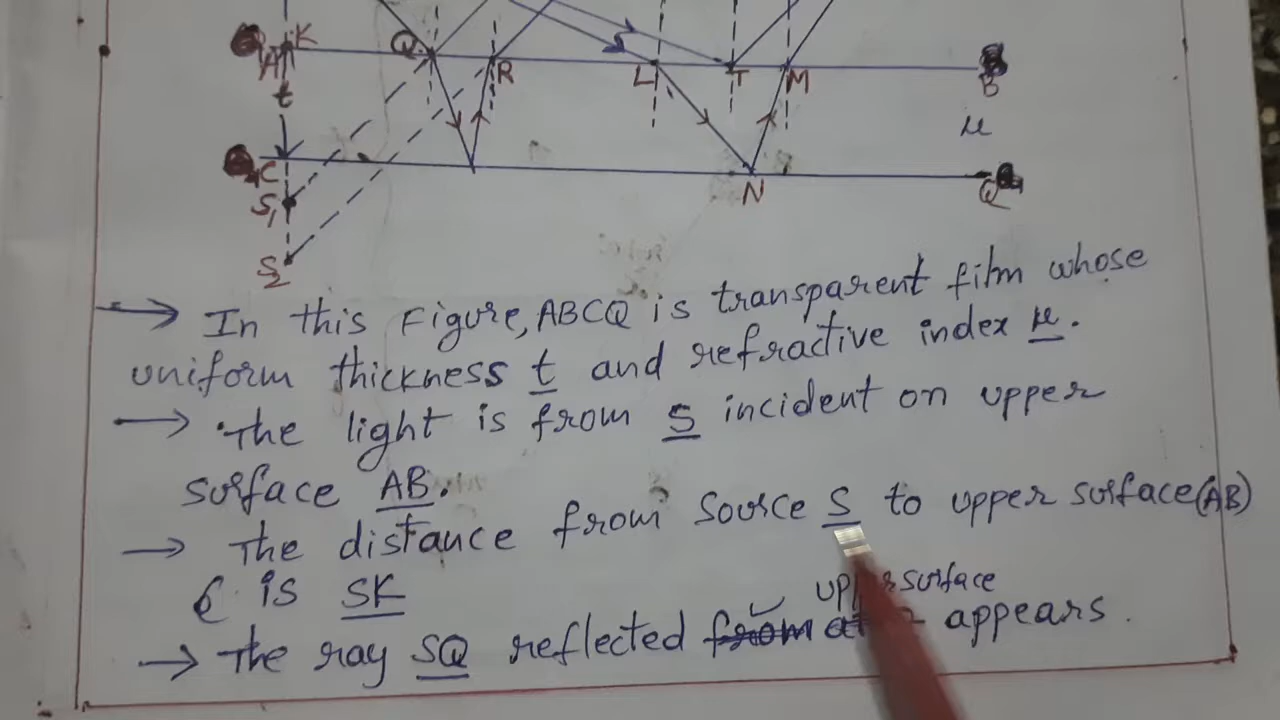 K
Q
A
R
L
T
M
B
t
μ
C
Q
S1
N
S2
→ In this Figure, ABCQ is transparent film whose
uniform thickness t and refractive index μ.
→ The light is from S incident on upper
surface AB.
→ The distance from source S to upper surface (AB)
is SK
upper surface
→ The ray SQ reflected appears.